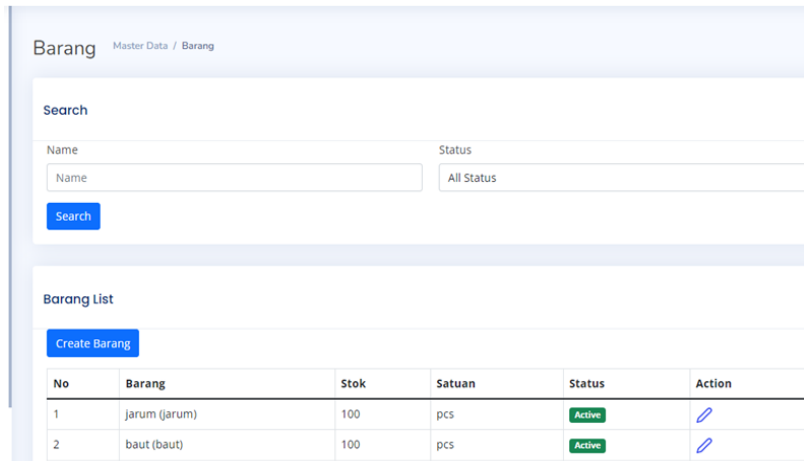 Barang Master Data / Barang
Search
Name Status
Name All Status
Search
Barang List
Create Barang
No Barang Stok Satuan Status Action
1 jarum (jarum) 100 pcs Active
2 baut (baut) 100 pcs Active